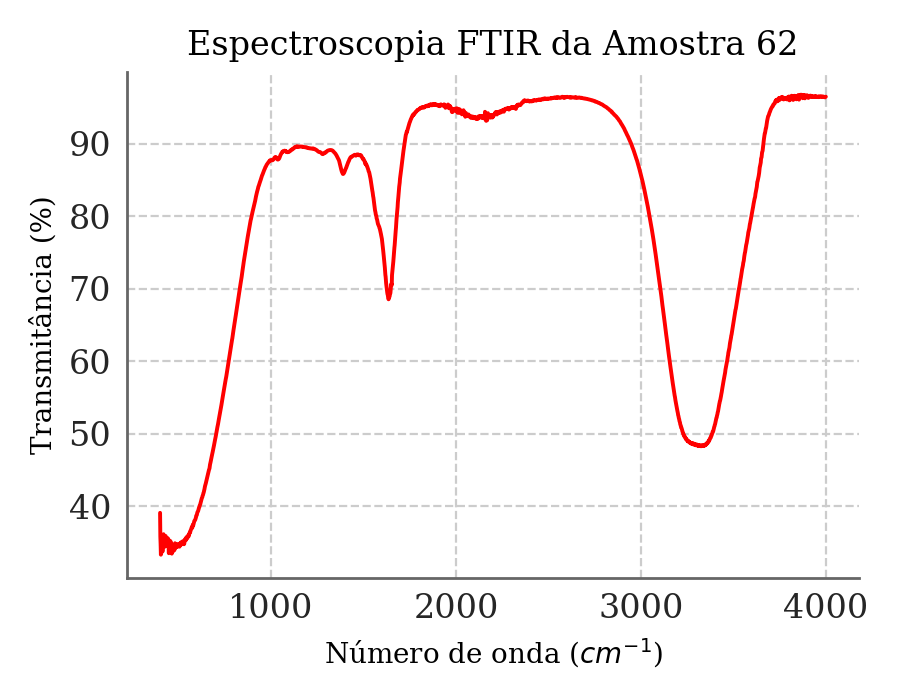 Espectroscopia FTIR da Amostra 62
Transmitância (%)
90
80
70
60
50
40
1000 2000 3000 4000
Número de onda (cm⁻¹)